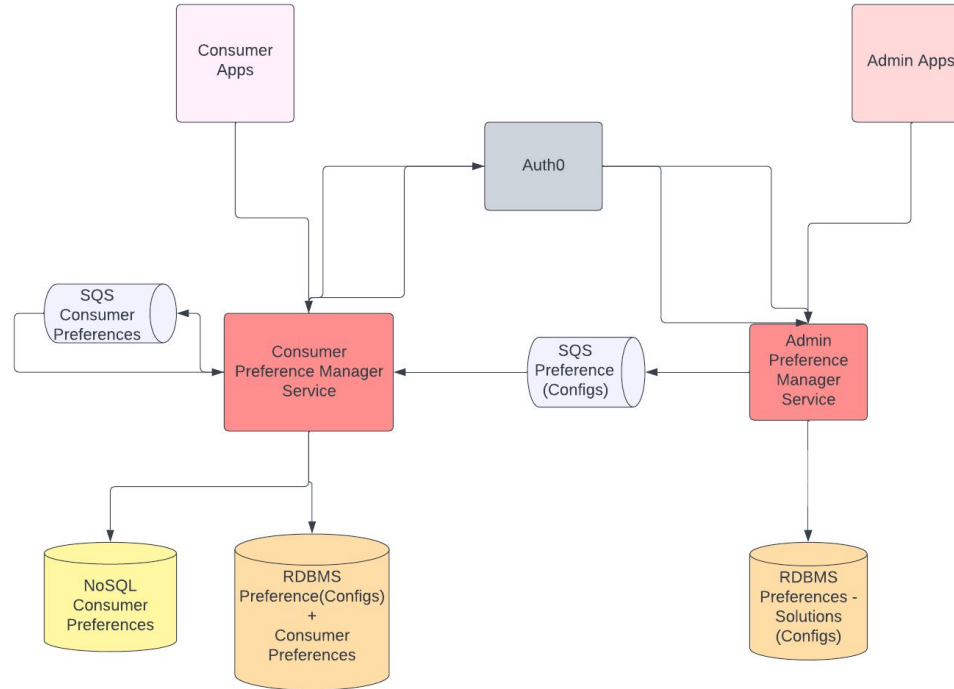 Consumer
Apps
Admin Apps
Auth0
SQS
Consumer
Preferences
Consumer
Preference Manager
Service
SQS
Preference
(Configs)
Admin
Preference
Manager
Service
NoSQL
Consumer
Preferences
RDBMS
Preference(Configs)
+
Consumer
Preferences
RDBMS
Preferences -
Solutions
(Configs)